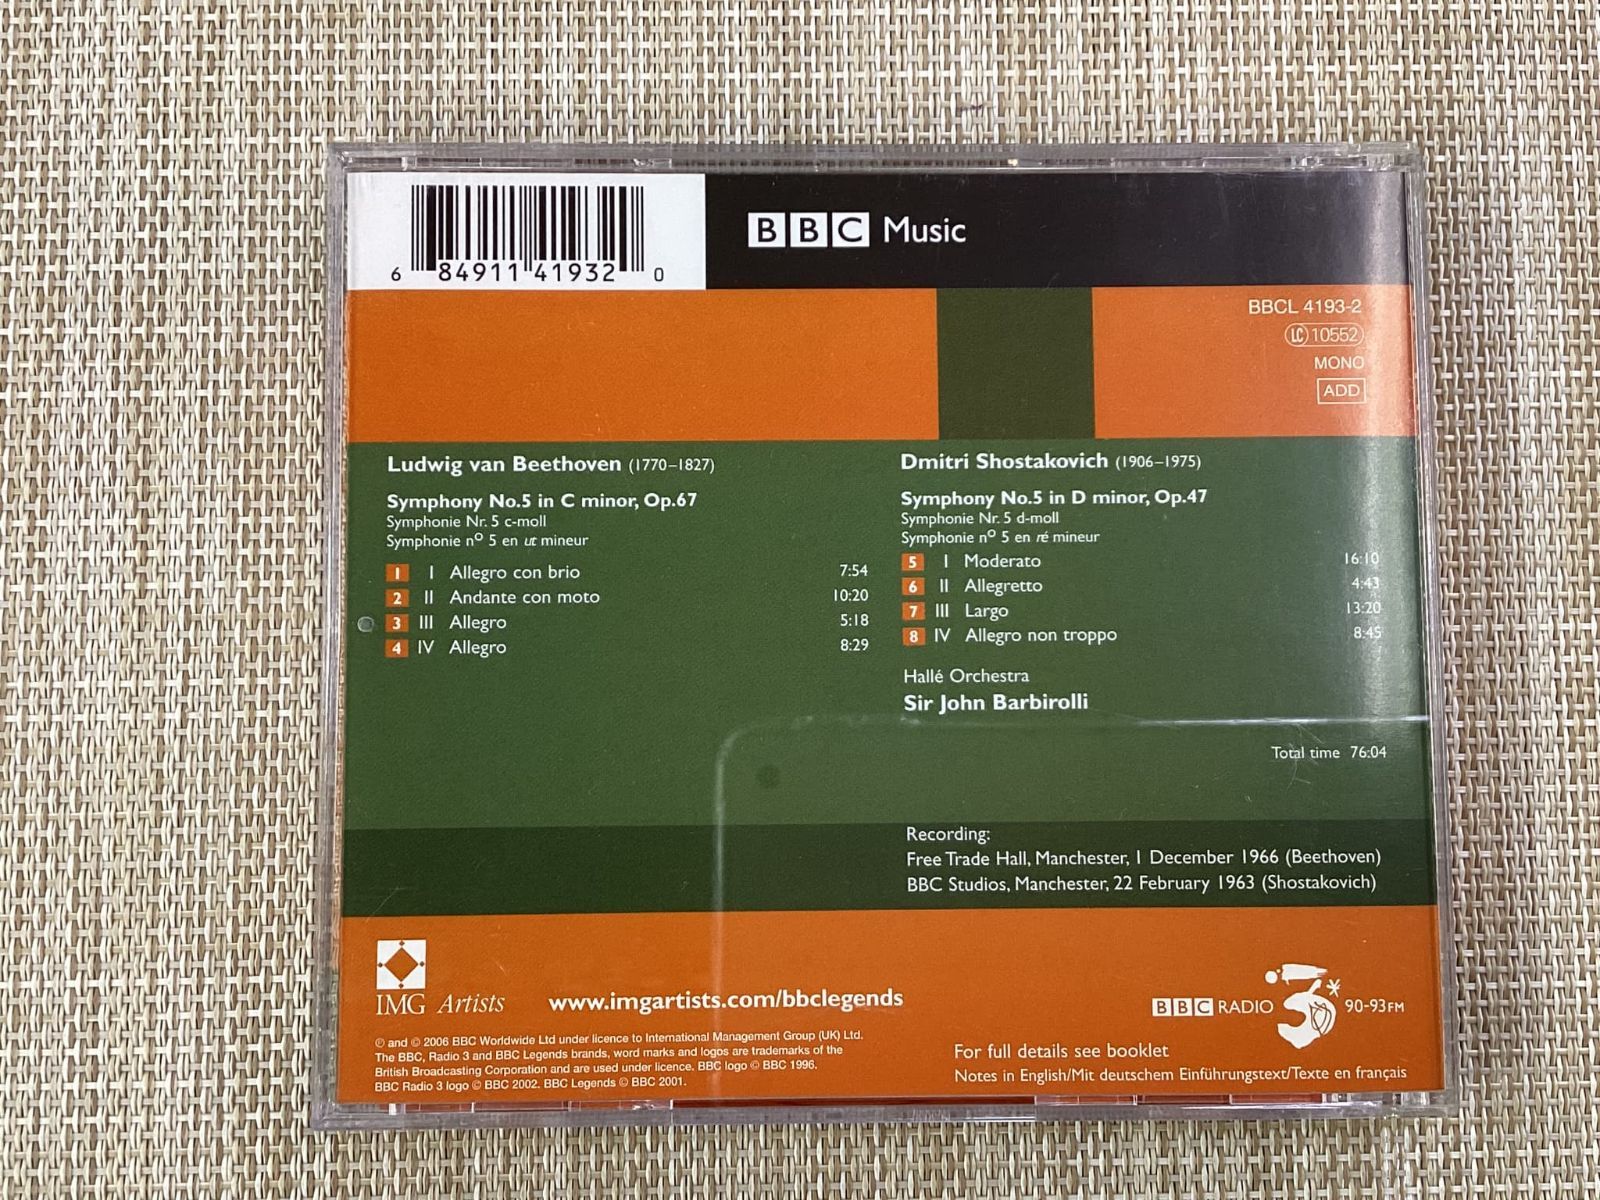 6 84911 41932 0
BBC Music
BBCL 4193-2
LC 10552
MONO
ADD
Ludwig van Beethoven (1770–1827)
Symphony No.5 in C minor, Op.67
Symphonie Nr. 5 c-moll
Symphonie nº 5 en ut mineur
1 I Allegro con brio 7:54
2 II Andante con moto 10:20
3 III Allegro 5:18
4 IV Allegro 8:29
Dmitri Shostakovich (1906–1975)
Symphony No.5 in D minor, Op.47
Symphonie Nr. 5 d-moll
Symphonie nº 5 en ré mineur
5 I Moderato 16:10
6 II Allegretto 4:43
7 III Largo 13:20
8 IV Allegro non troppo 8:45
Hallé Orchestra
Sir John Barbirolli
Total time 76:04
Recording:
Free Trade Hall, Manchester, 1 December 1966 (Beethoven)
BBC Studios, Manchester, 22 February 1963 (Shostakovich)
IMG Artists
www.imgartists.com/bbclegends
BBC RADIO 3 90-93 FM
℗ and © 2006 BBC Worldwide Ltd under licence to International Management Group (UK) Ltd.
The BBC, Radio 3 and BBC Legends brands, word marks and logos are trademarks of the
British Broadcasting Corporation and are used under licence. BBC logo © BBC 1996.
BBC Radio 3 logo © BBC 2002. BBC Legends © BBC 2001.
For full details see booklet
Notes in English/Mit deutschem Einführungstext/Texte en français